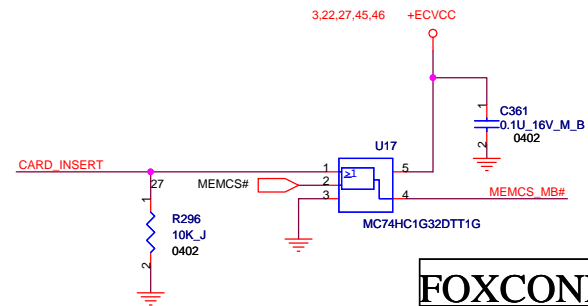 3,22,27,45,46 +ECVCC
1
C361
0.1U_16V_M_B
2
0402
U17
CARD_INSERT
1
≥1
5
27
MEMCS#
2
3
4
MEMCS_MB#
1
R296
10K_J
0402
2
MC74HC1G32DTT1G